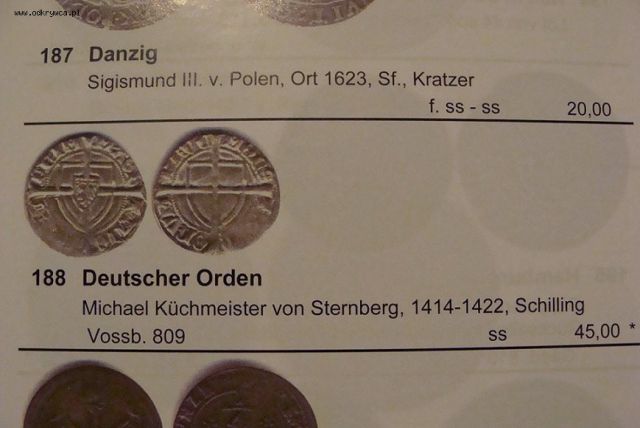 www.odkrywca.pl
187 Danzig
Sigismund III. v. Polen, Ort 1623, Sf., Kratzer
f. ss - ss 20,00
188 Deutscher Orden
Michael Küchmeister von Sternberg, 1414-1422, Schilling
Vossb. 809 ss 45,00 *